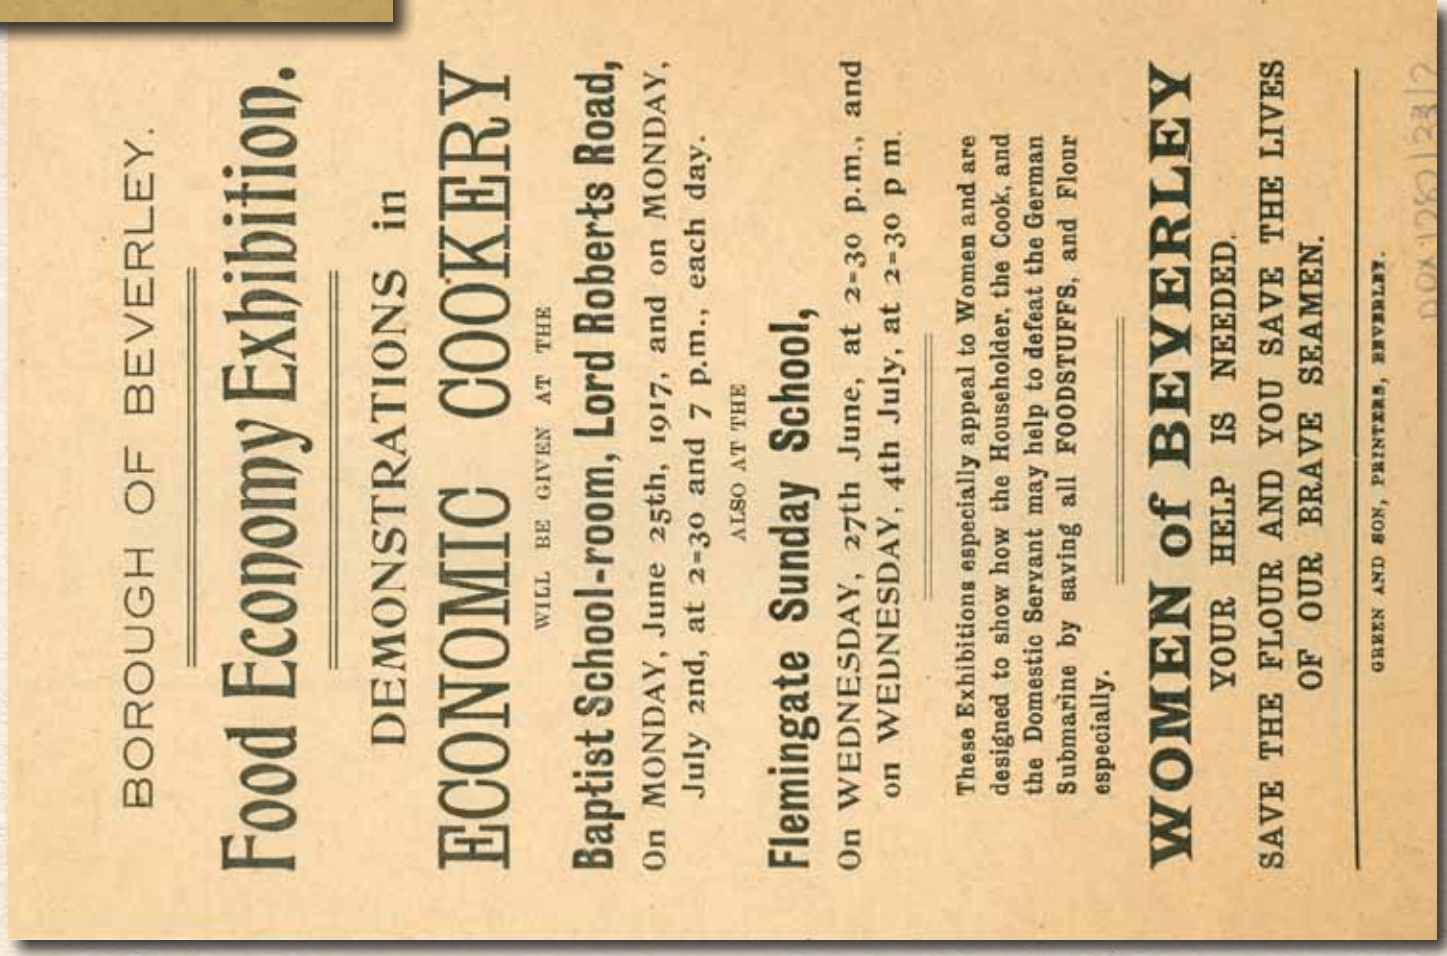 BOROUGH OF BEVERLEY.
Food Economy Exhibition.
DEMONSTRATIONS in
ECONOMIC COOKERY
WILL BE GIVEN AT THE
Baptist School-room, Lord Roberts Road,
On MONDAY, June 25th, 1917, and on MONDAY,
July 2nd, at 2=30 and 7 p.m., each day.
ALSO AT THE
Flemingate Sunday School,
On WEDNESDAY, 27th June, at 2=30 p.m., and
on WEDNESDAY, 4th July, at 2=30 p m.
These Exhibitions especially appeal to Women and are
designed to show how the Householder, the Cook, and
the Domestic Servant may help to defeat the German
Submarine by saving all FOODSTUFFS, and Flour
especially.
WOMEN of BEVERLEY
YOUR HELP IS NEEDED.
SAVE THE FLOUR AND YOU SAVE THE LIVES
OF OUR BRAVE SEAMEN.
GREEN AND SON, PRINTERS, BEVERLEY.